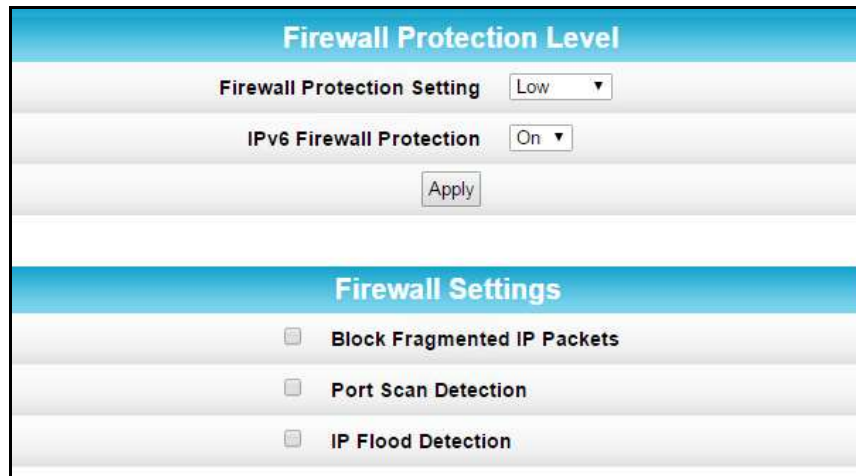 Firewall Protection Level
Firewall Protection Setting Low
IPv6 Firewall Protection On
Apply
Firewall Settings
Block Fragmented IP Packets
Port Scan Detection
IP Flood Detection